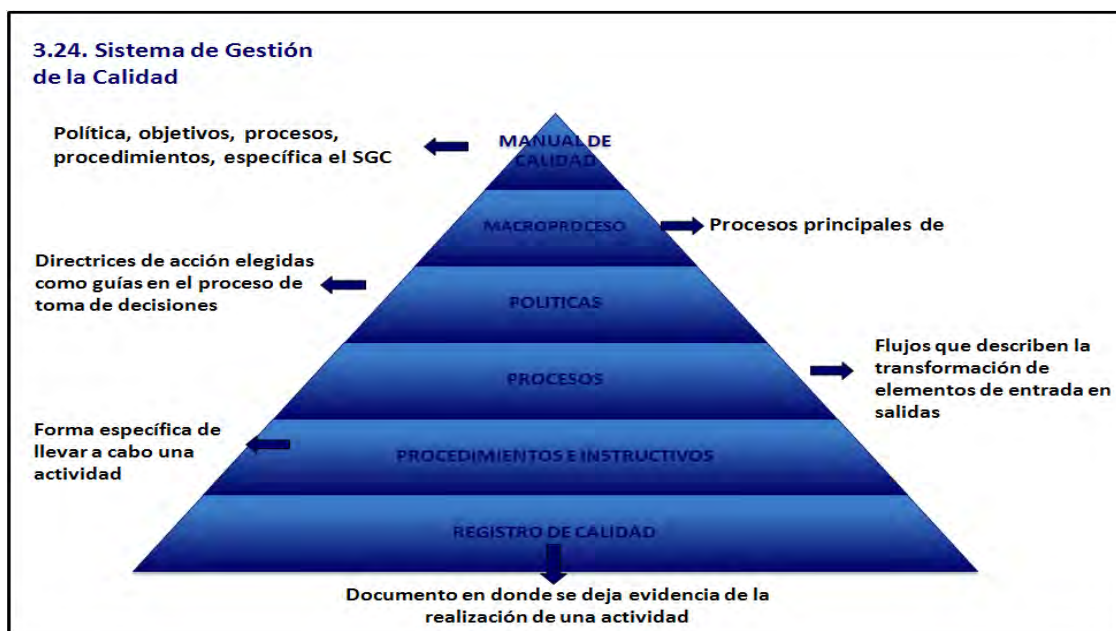 3.24. Sistema de Gestión
de la Calidad
Política, objetivos, procesos,
procedimientos, específica el SGC
MANUAL DE
CALIDAD
MACROPROCESO
Procesos principales de
Directrices de acción elegidas
como guías en el proceso de
toma de decisiones
POLITICAS
PROCESOS
Flujos que describen la
transformación de
elementos de entrada en
salidas
Forma específica de
llevar a cabo una
actividad
PROCEDIMIENTOS E INSTRUCTIVOS
REGISTRO DE CALIDAD
Documento en donde se deja evidencia de la
realización de una actividad